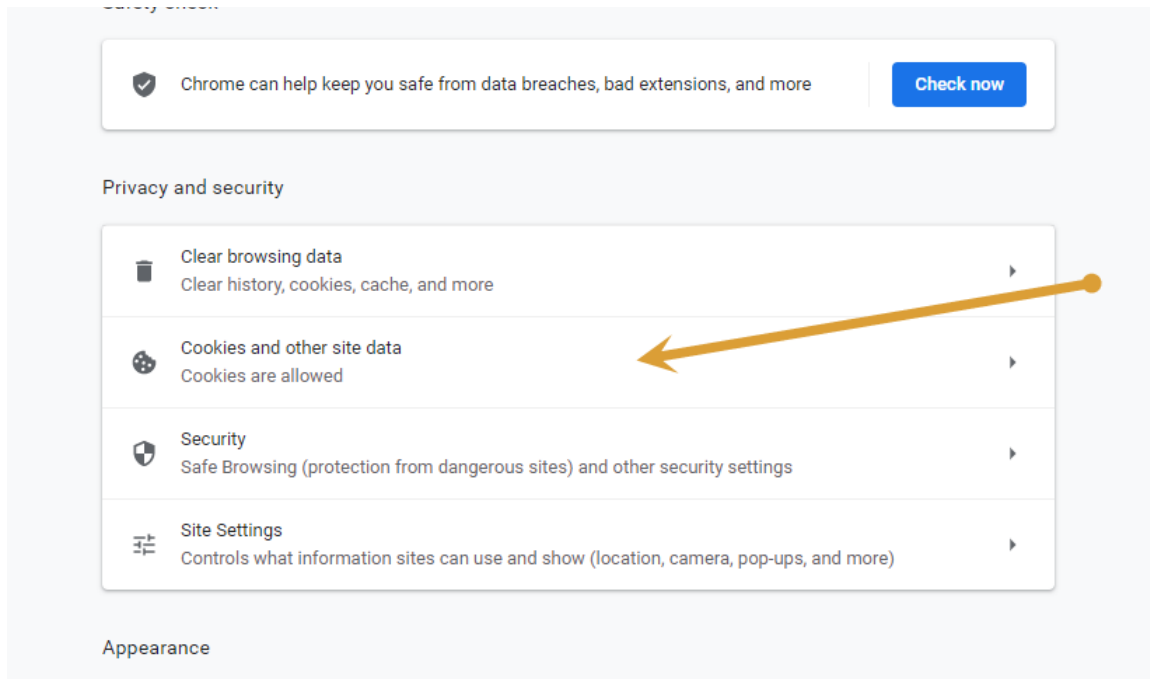 Chrome can help keep you safe from data breaches, bad extensions, and more
Check now
Privacy and security
Clear browsing data
Clear history, cookies, cache, and more
Cookies and other site data
Cookies are allowed
Security
Safe Browsing (protection from dangerous sites) and other security settings
Site Settings
Controls what information sites can use and show (location, camera, pop-ups, and more)
Appearance